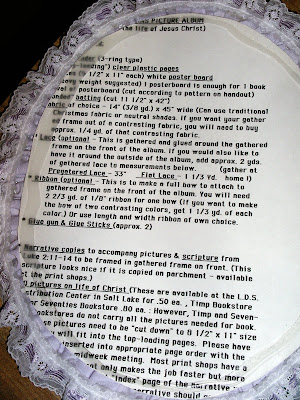 PICTURE ALBUM
the life of Jesus Christ)
(3-ring type)
loading") clear plastic pages
(9 1/2" x 11" each) white poster board
heavy weight suggested) 1 posterboard is enough for 1 book
of posterboard (cut according to pattern on handout)
batting (cut 11 1/2" x 42")
Fabric of choice - 14" (3/8 yd.) x 45" wide (Can use traditional
Christmas fabric or neutral shades. If you want your gather
frame out of a contrasting fabric, you will need to buy
approx. 1/4 yd. of that contrasting fabric.
* Lace (optional) - This is gathered and glued around the gathered
frame on the front of the album. If you would also like to
have it around the outside of the album, add approx. 2 yds.
of gathered lace to measurements below. (gather at
Pregatered Lace - 33" Flat Lace - 1 1/3 Yd. home)
* Ribbon (optional - This is to make a full bow to attach to
gathered frame on the front of the album. You will need
2 2/3 yd. of 1/8" ribbon for one bow (If you want to make
the bow of two contrasting colors, get 1 1/3 yd. of each
color.) Or use length and width ribbon of own choice.
* Glue gun & Glue Sticks (approx. 2)
Narrative copies to accompany pictures & scripture from
Luke 2:11-14 to be framed in gathered frame on front. (This
scripture looks nice if it is copied on parchment - available
at the print shops.)
pictures on life of Christ (These are available at the L.D.S.
Distribution Center in Salt Lake for .50 ea. , Timp Bookstore
or Seventies Bookstore .80 ea. : However, Timp and Seven-
Bookstores do not carry all the pictures needed for book.
se pictures need to be "cut down" to 8 1/2" x 11" size
will fit into the top-loading pages. Please have
inserted into appropriate page order with the
midweek meeting. Most print shops have a
not only makes the job faster but more
"index" page of the narrative
narrative should